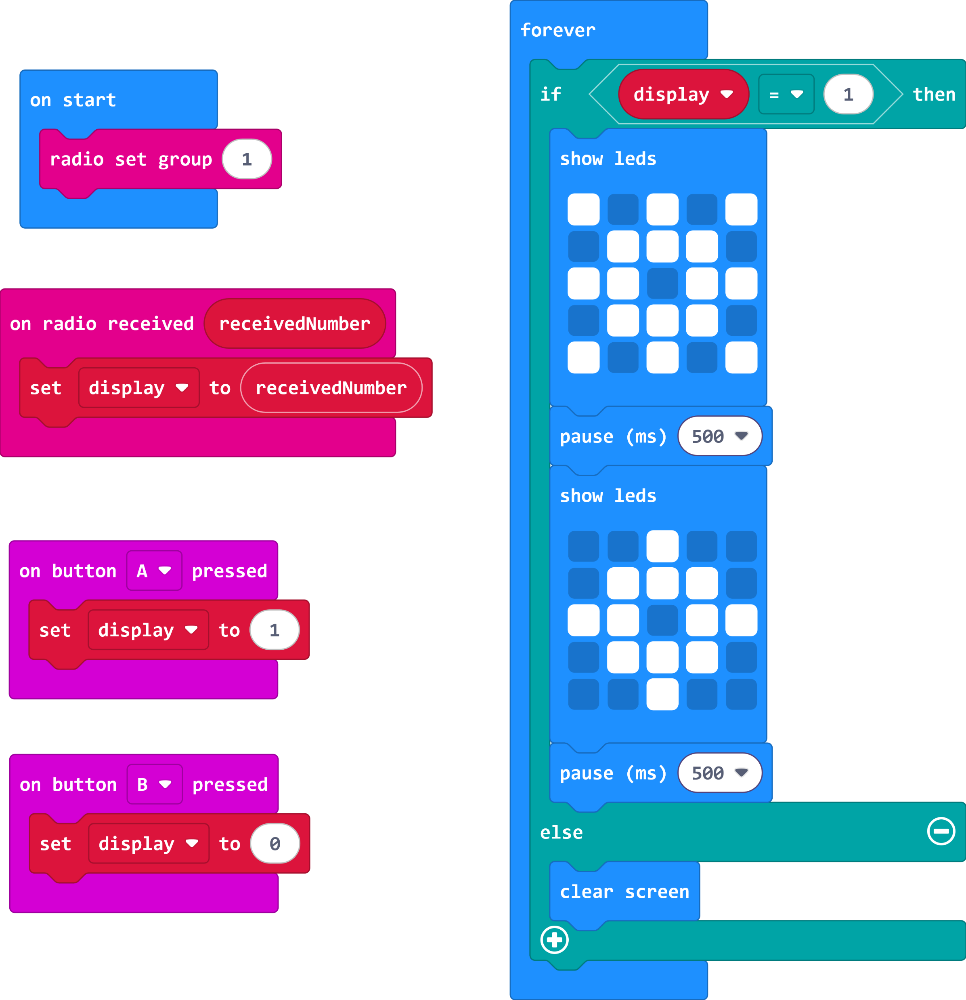 on start
radio set group 1
on radio received receivedNumber
set display to receivedNumber
on button A pressed
set display to 1
on button B pressed
set display to 0
forever
if display = 1 then
show leds
pause (ms) 500
show leds
pause (ms) 500
else
clear screen